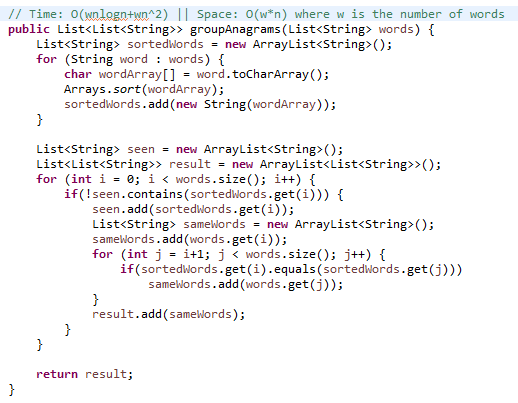 // Time: O(wnlogn+wn^2) || Space: O(w*n) where w is the number of words
public List<List<String>> groupAnagrams(List<String> words) {
    List<String> sortedWords = new ArrayList<String>();
    for (String word : words) {
        char wordArray[] = word.toCharArray();
        Arrays.sort(wordArray);
        sortedWords.add(new String(wordArray));
    }

    List<String> seen = new ArrayList<String>();
    List<List<String>> result = new ArrayList<List<String>>();
    for (int i = 0; i < words.size(); i++) {
        if(!seen.contains(sortedWords.get(i))) {
            seen.add(sortedWords.get(i));
            List<String> sameWords = new ArrayList<String>();
            sameWords.add(words.get(i));
            for (int j = i+1; j < words.size(); j++) {
                if(sortedWords.get(i).equals(sortedWords.get(j)))
                    sameWords.add(words.get(j));
            }
            result.add(sameWords);
        }
    }

    return result;
}